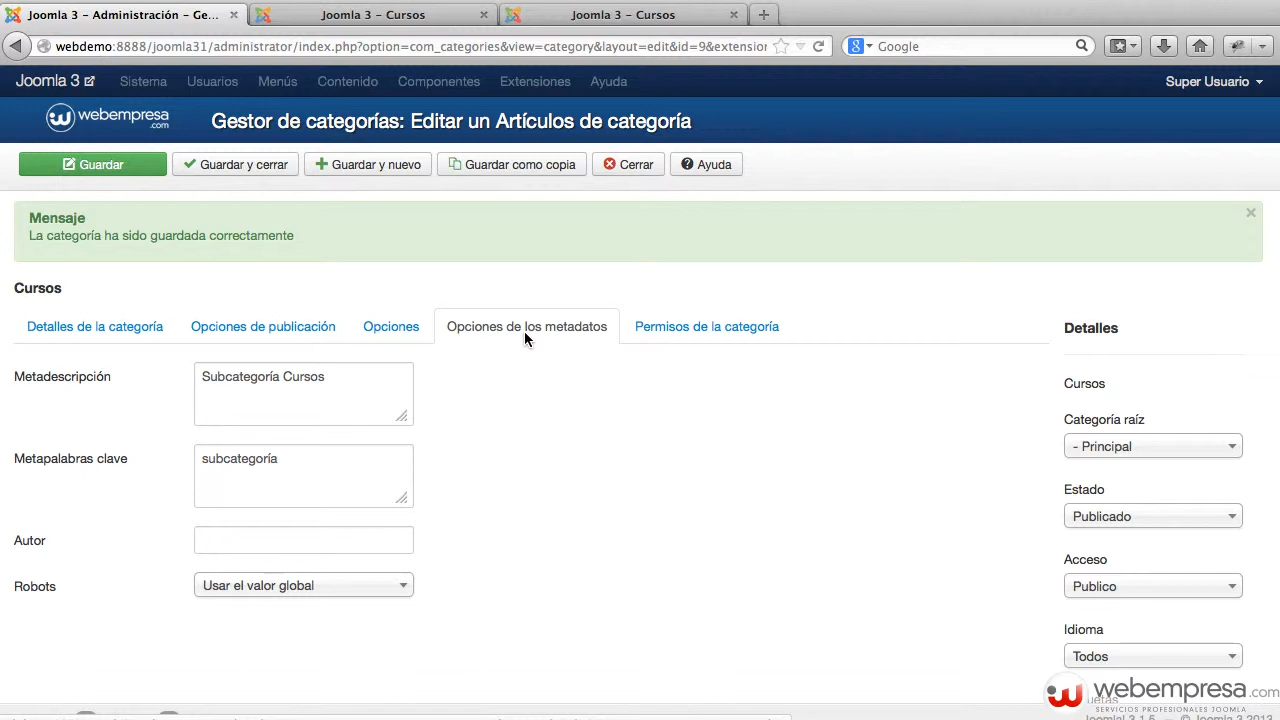 Joomla 3 - Administración - Ge...
Joomla 3 - Cursos
Joomla 3 - Cursos
webdemo:8888/joomla31/administrator/index.php?option=com_categories&view=category&layout=edit&id=9&extension
Google
Joomla 3
Sistema
Usuarios
Menús
Contenido
Componentes
Extensiones
Ayuda
Super Usuario
webempresa
.com
Gestor de categorías: Editar un Artículos de categoría
Guardar
Guardar y cerrar
Guardar y nuevo
Guardar como copia
Cerrar
Ayuda
Mensaje
La categoría ha sido guardada correctamente
Cursos
Detalles de la categoría
Opciones de publicación
Opciones
Opciones de los metadatos
Permisos de la categoría
Metadescripción
Subcategoría Cursos
Metapalabras clave
subcategoría
Autor
Robots
Usar el valor global
Detalles
Cursos
Categoría raíz
- Principal
Estado
Publicado
Acceso
Publico
Idioma
Todos
webempresa.com
SERVICIOS PROFESIONALES JOOMLA